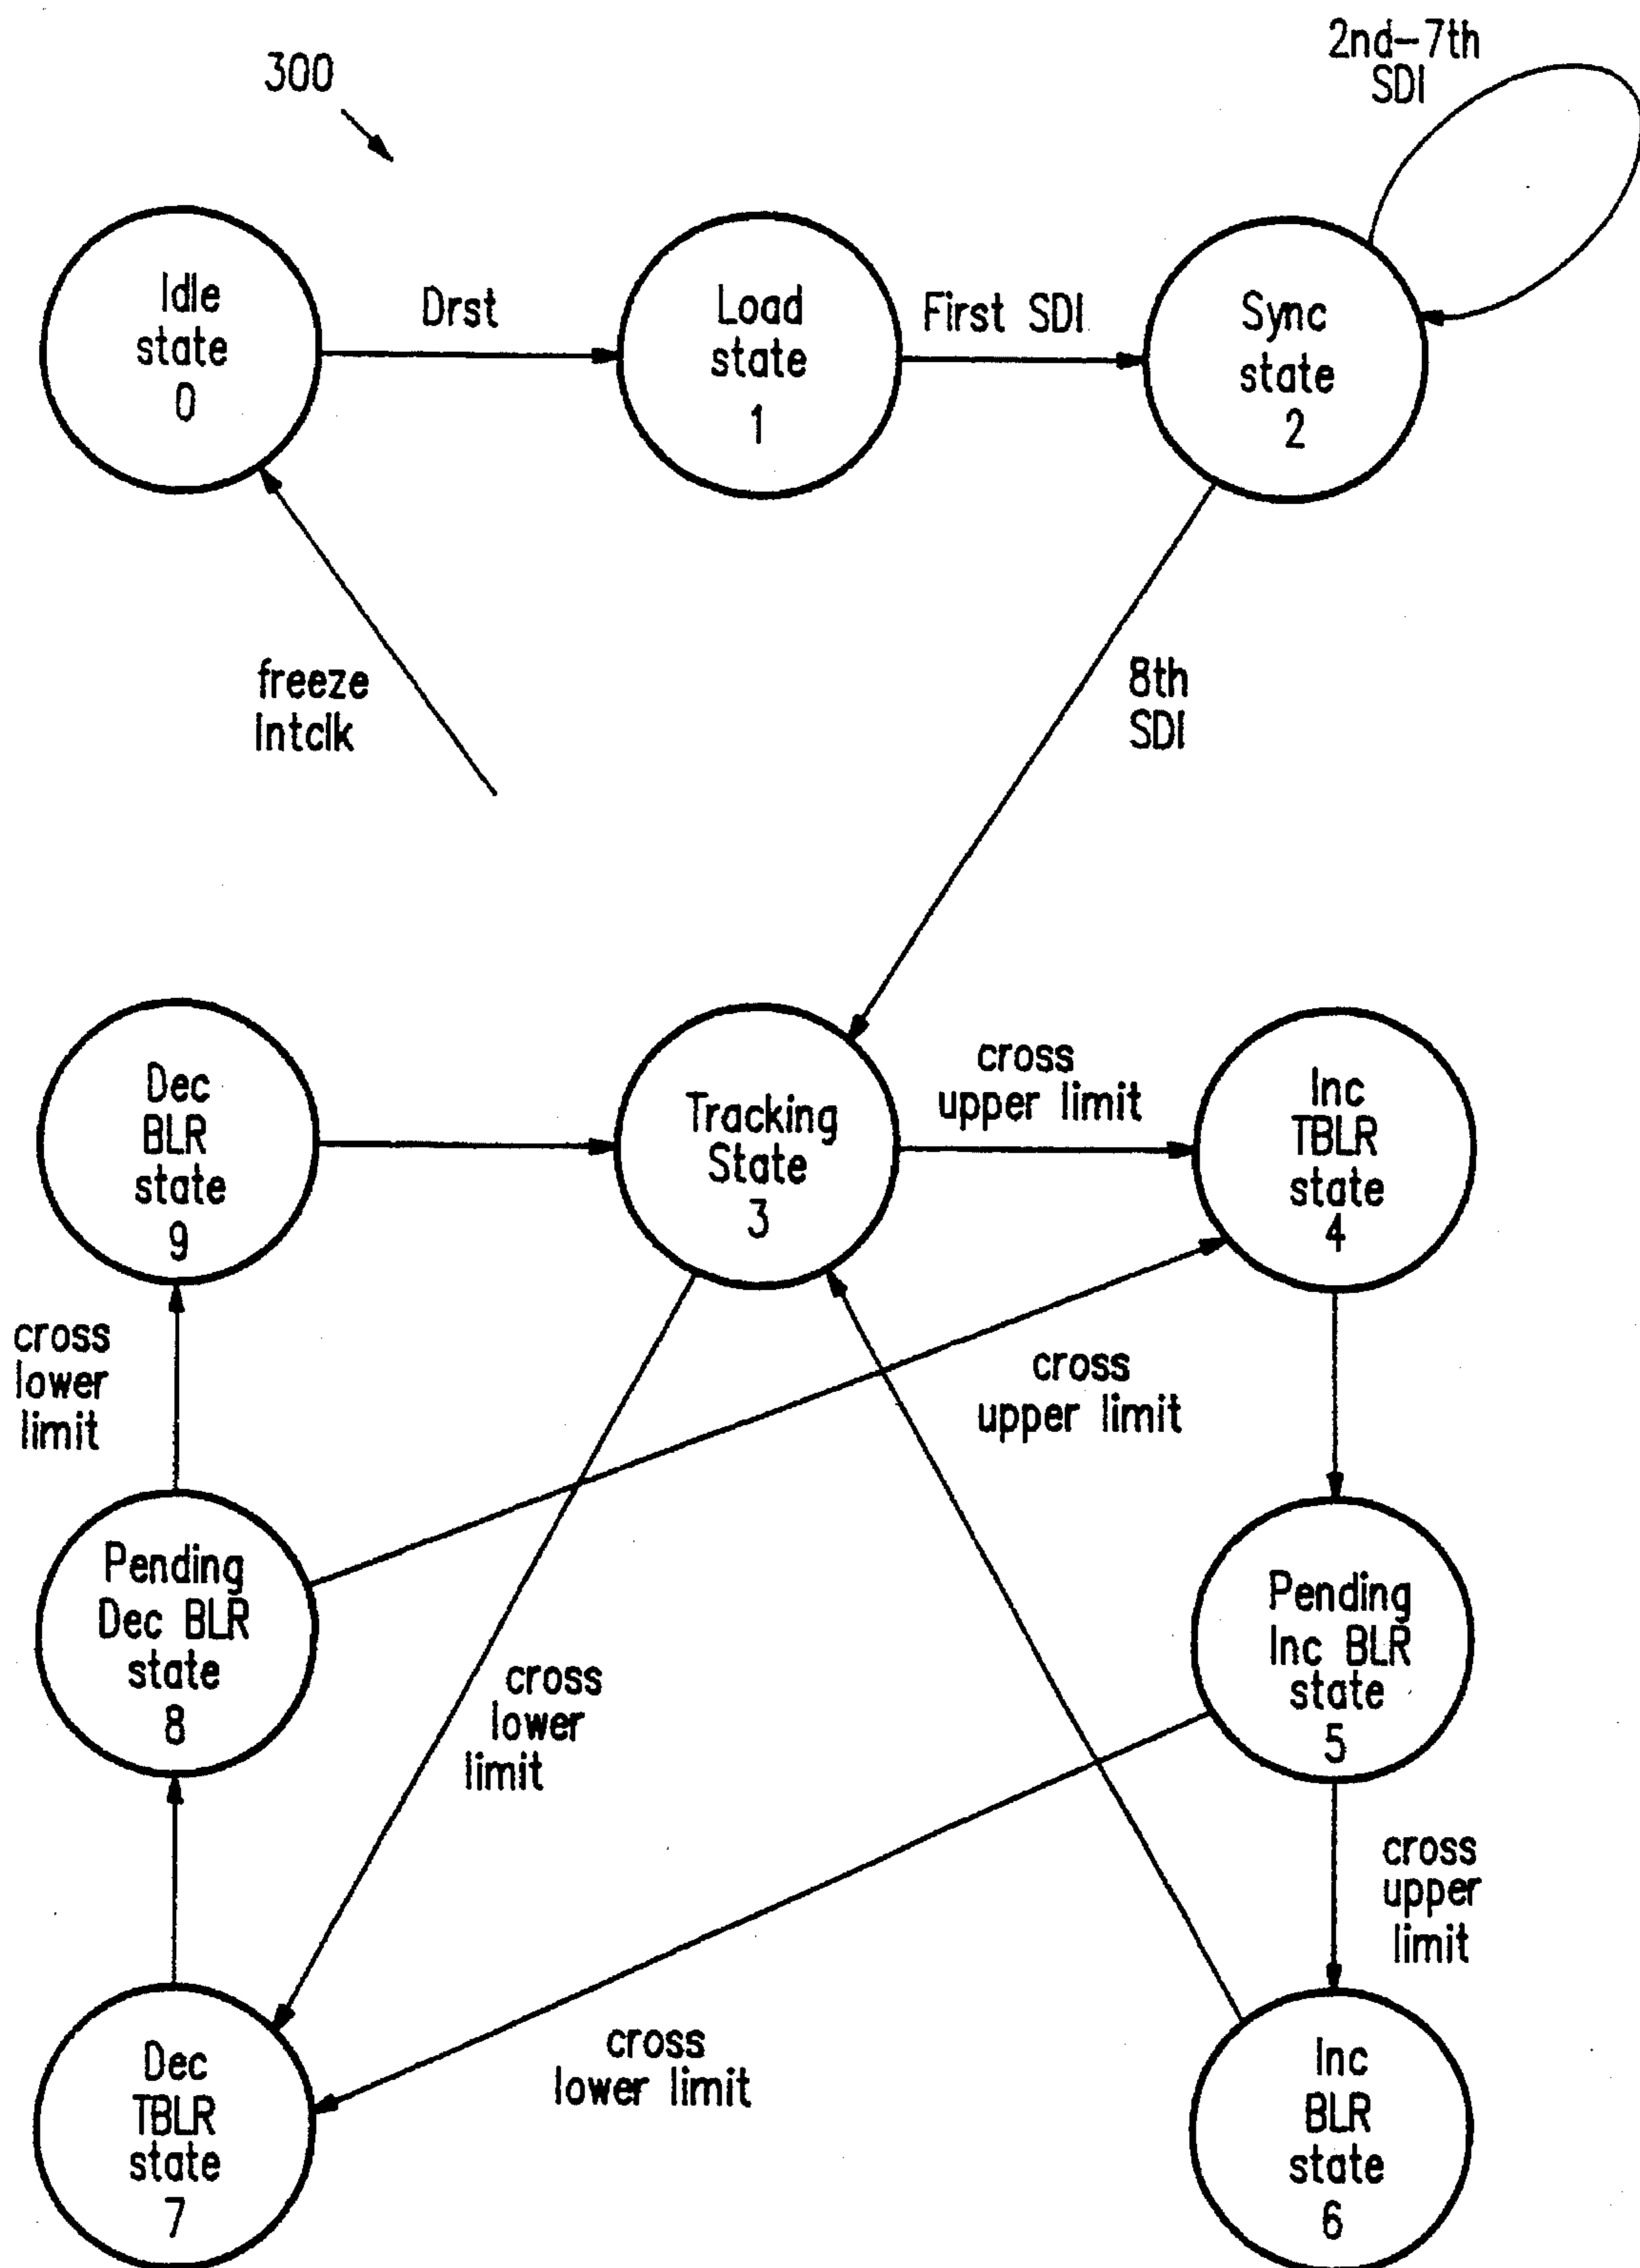 300
2nd-7th
SDI
Idle
state
0
Drst
Load
state
1
First SDI
Sync
state
2
freeze
Intclk
8th
SDI
Dec
BLR
state
9
Tracking
State
3
cross
upper limit
Inc
TBLR
state
4
cross
lower
limit
cross
upper limit
Pending
Dec BLR
state
8
cross
lower
limit
Pending
Inc BLR
state
5
cross
upper
limit
Dec
TBLR
state
7
cross
lower limit
Inc
BLR
state
6